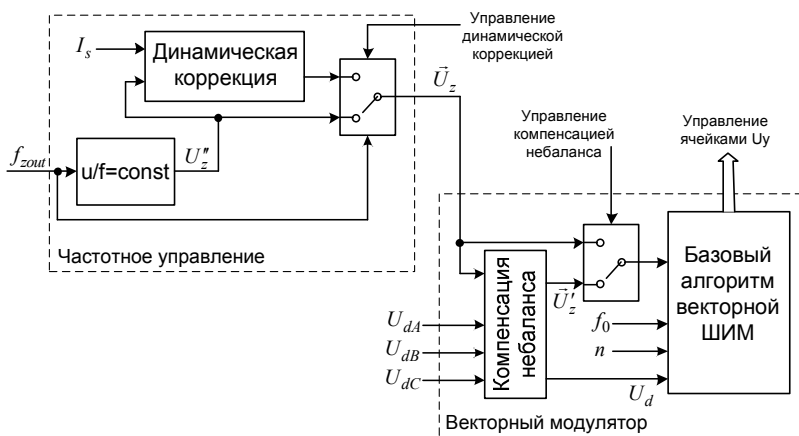 Управление
динамической
коррекцией
I_s
Динамическая
коррекция
U⃗_z
f_zout
u/f=const
U″_z
Частотное управление
Управление
компенсацией
небаланса
Управление
ячейками Uy
Компенсация
небаланса
U⃗′_z
Базовый
алгоритм
векторной
ШИМ
U_dA
U_dB
U_dC
f_0
n
U_d
Векторный модулятор